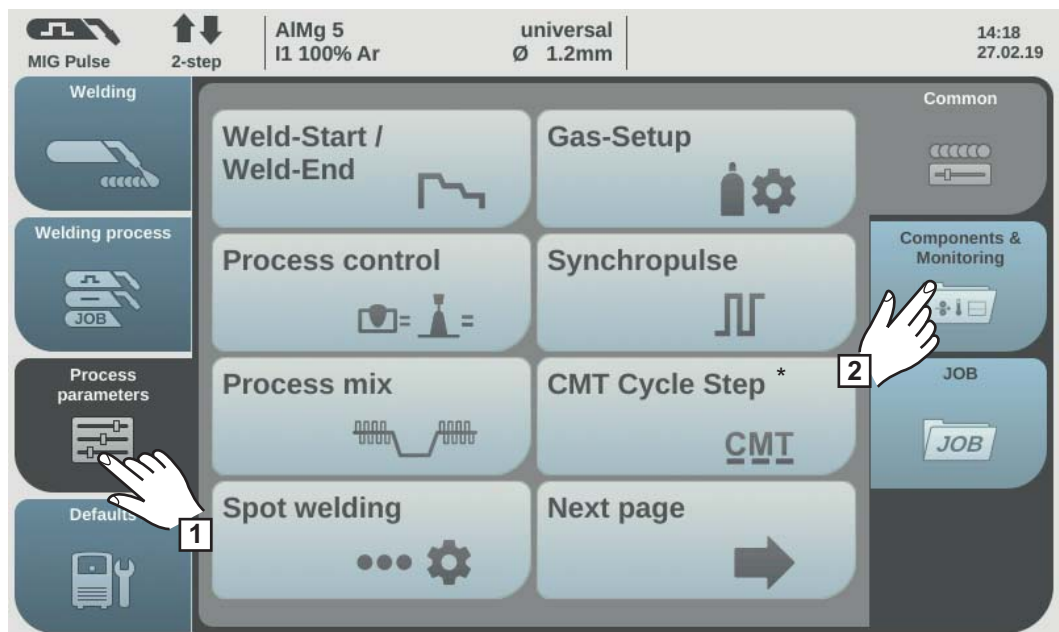 MIG Pulse
2-step
AlMg 5
I1 100% Ar
universal
Ø 1.2mm
14:18
27.02.19
Welding
Welding process
JOB
Process
parameters
1
Defaults
Weld-Start /
Weld-End
Gas-Setup
Process control
=
=
Synchropulse
Process mix
CMT Cycle Step *
CMT
Spot welding
Next page
Common
Components &
Monitoring
2
JOB
JOB